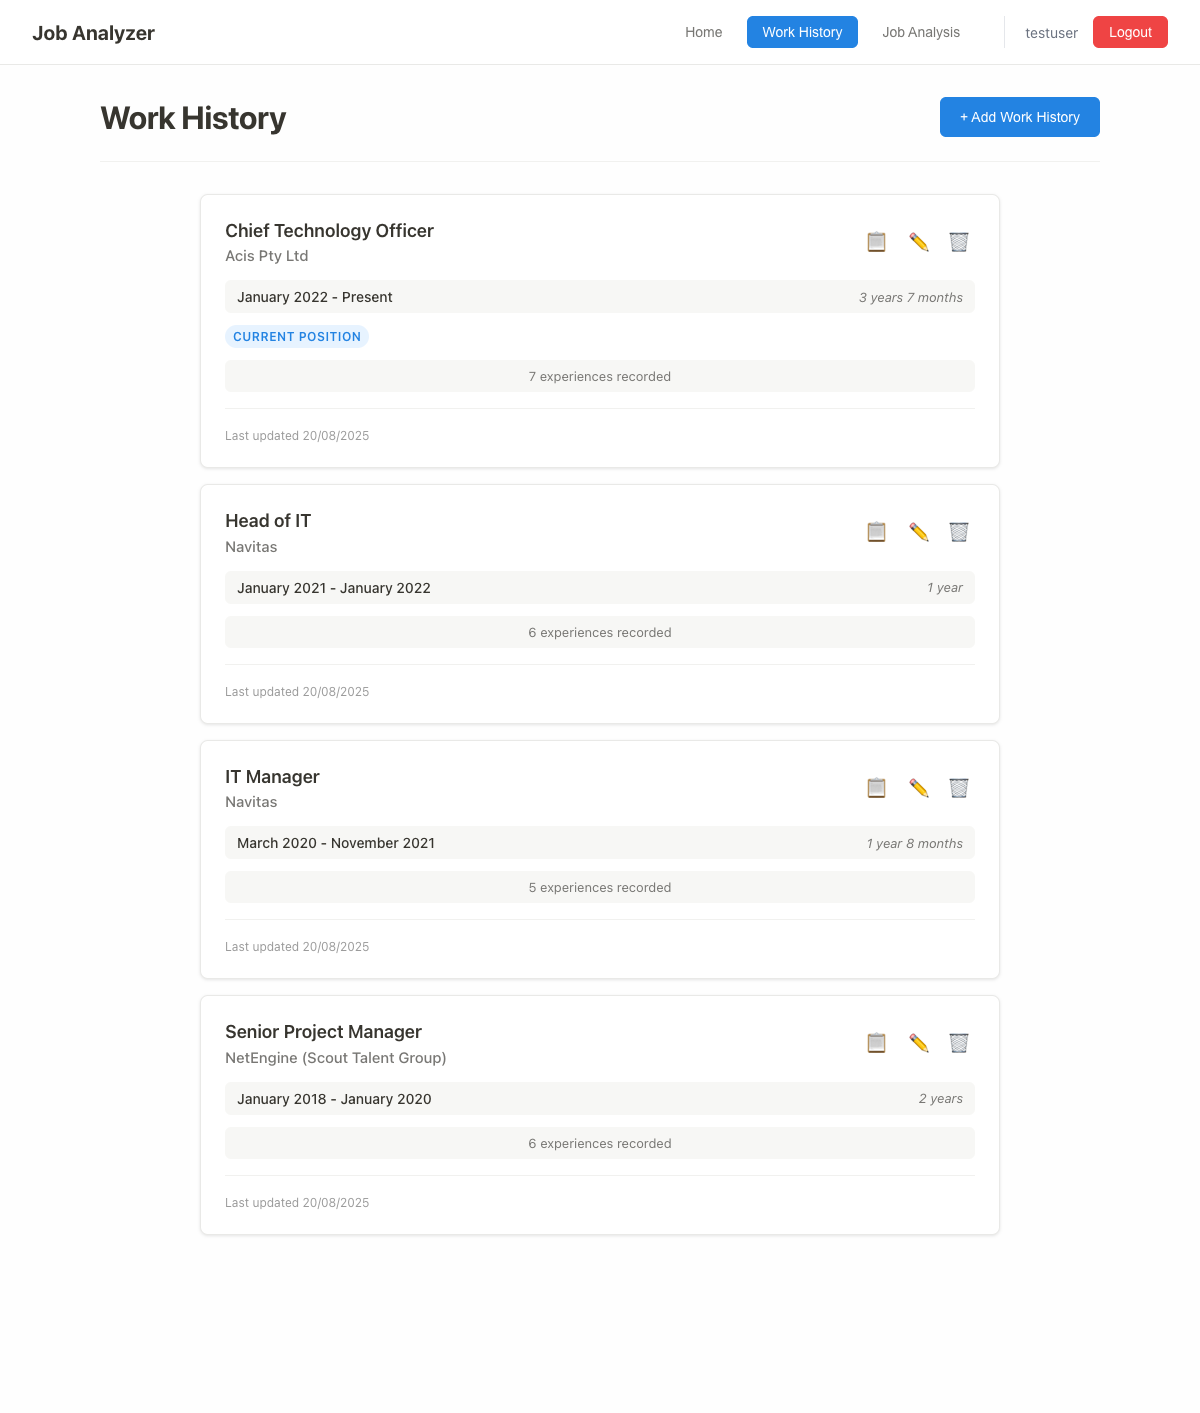 Job Analyzer
Home
Work History
Job Analysis
testuser
Logout
Work History
+ Add Work History
Chief Technology Officer
Acis Pty Ltd
January 2022 - Present
3 years 7 months
CURRENT POSITION
7 experiences recorded
Last updated 20/08/2025
Head of IT
Navitas
January 2021 - January 2022
1 year
6 experiences recorded
Last updated 20/08/2025
IT Manager
Navitas
March 2020 - November 2021
1 year 8 months
5 experiences recorded
Last updated 20/08/2025
Senior Project Manager
NetEngine (Scout Talent Group)
January 2018 - January 2020
2 years
6 experiences recorded
Last updated 20/08/2025